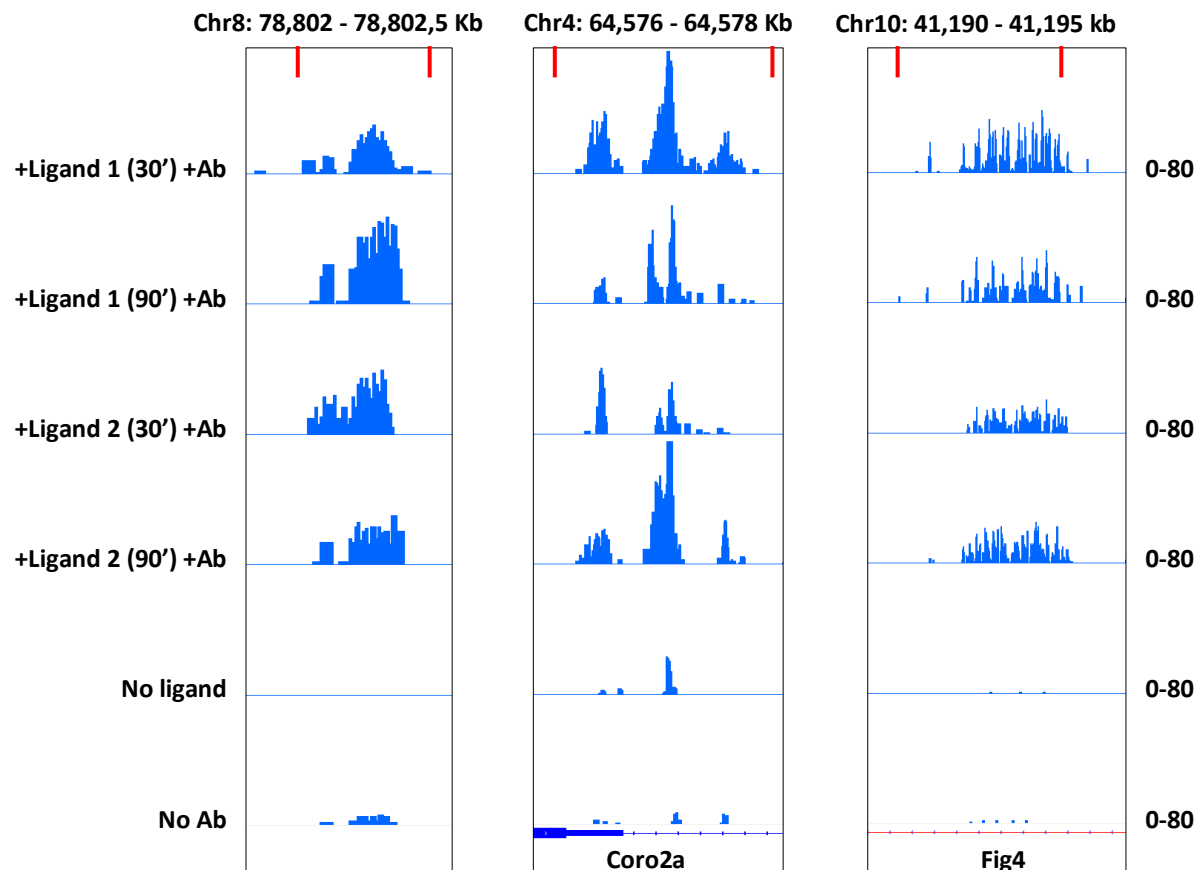 Chr8: 78,802 - 78,802,5 Kb Chr4: 64,576 - 64,578 Kb Chr10: 41,190 - 41,195 kb
+Ligand 1 (30’) +Ab 0-80
+Ligand 1 (90’) +Ab 0-80
+Ligand 2 (30’) +Ab 0-80
+Ligand 2 (90’) +Ab 0-80
No ligand 0-80
No Ab 0-80
Coro2a Fig4